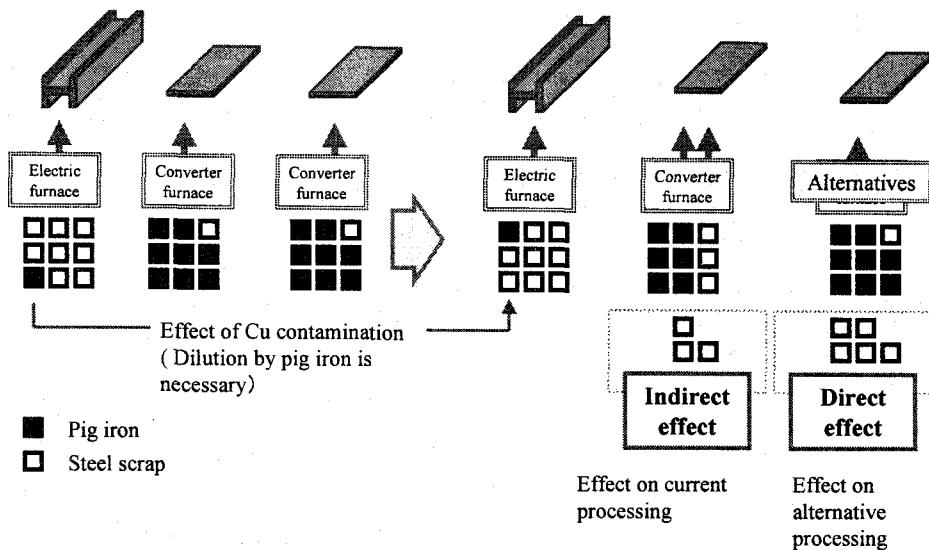 Electric
furnace
Converter
furnace
Converter
furnace
Electric
furnace
Converter
furnace
Alternatives
Effect of Cu contamination
( Dilution by pig iron is
necessary)
Indirect
effect
Direct
effect
Pig iron
Steel scrap
Effect on current
processing
Effect on
alternative
processing